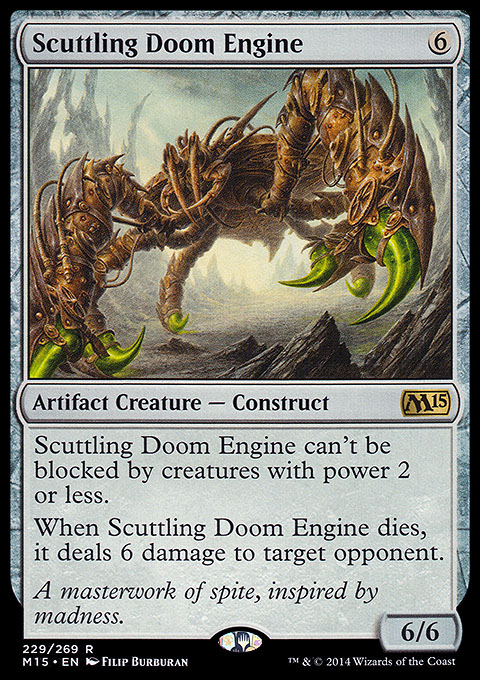 Scuttling Doom Engine 6
Artifact Creature — Construct M15
Scuttling Doom Engine can't be
blocked by creatures with power 2
or less.
When Scuttling Doom Engine dies,
it deals 6 damage to target opponent.
A masterwork of spite, inspired by
madness.
6/6
229/269 R
M15 • EN Filip Burburan
™ & © 2014 Wizards of the Coast